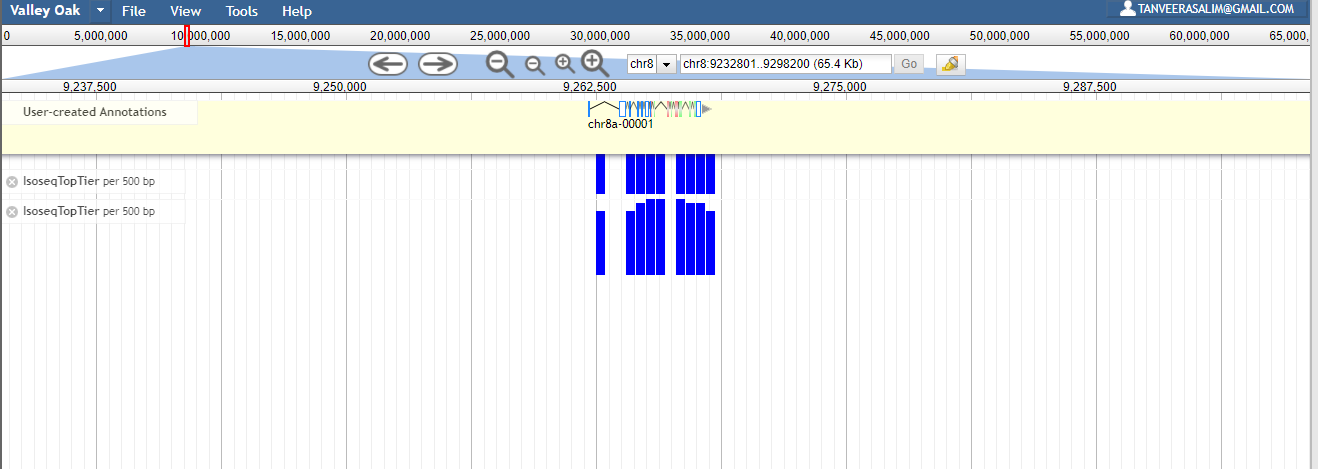 Valley Oak File View Tools Help TANVEERASALIM@GMAIL.COM
0 5,000,000 10,000,000 15,000,000 20,000,000 25,000,000 30,000,000 35,000,000 40,000,000 45,000,000 50,000,000 55,000,000 60,000,000 65,000,
chr8 chr8:9232801..9298200 (65.4 Kb) Go
9,237,500 9,250,000 9,262,500 9,275,000 9,287,500
User-created Annotations
chr8a-00001
IsoseqTopTier per 500 bp
IsoseqTopTier per 500 bp